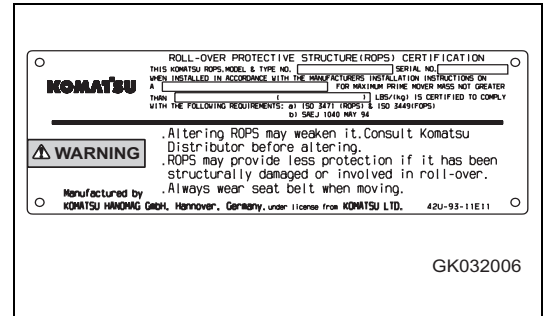 ROLL-OVER PROTECTIVE STRUCTURE(ROPS) CERTIFICATION
THIS KOMATSU ROPS.MODEL & TYPE NO. SERIAL NO.
WHEN INSTALLED IN ACCORDANCE WITH THE MANUFACTURERS INSTALLATION INSTRUCTIONS ON
KOMATSU
A FOR MAXIMUM PRIME MOVER MASS NOT GREATER
THAN ( ) LBS/(kg) IS CERTIFIED TO COMPLY
WITH THE FOLLOWING REQUIREMENTS: a) ISO 3471 (ROPS) & ISO 3449(FOPS)
b) SAEJ 1040 MAY 94
⚠ WARNING
.Altering ROPS may weaken it.Consult Komatsu
Distributor before altering.
.ROPS may provide less protection if it has been
structurally damaged or involved in roll-over.
.Always wear seat belt when moving.
Manufactured by
KOMATSU HANOMAG GmbH, Hannover, Germany, under license from KOMATSU LTD. 42U-93-11E11
GK032006